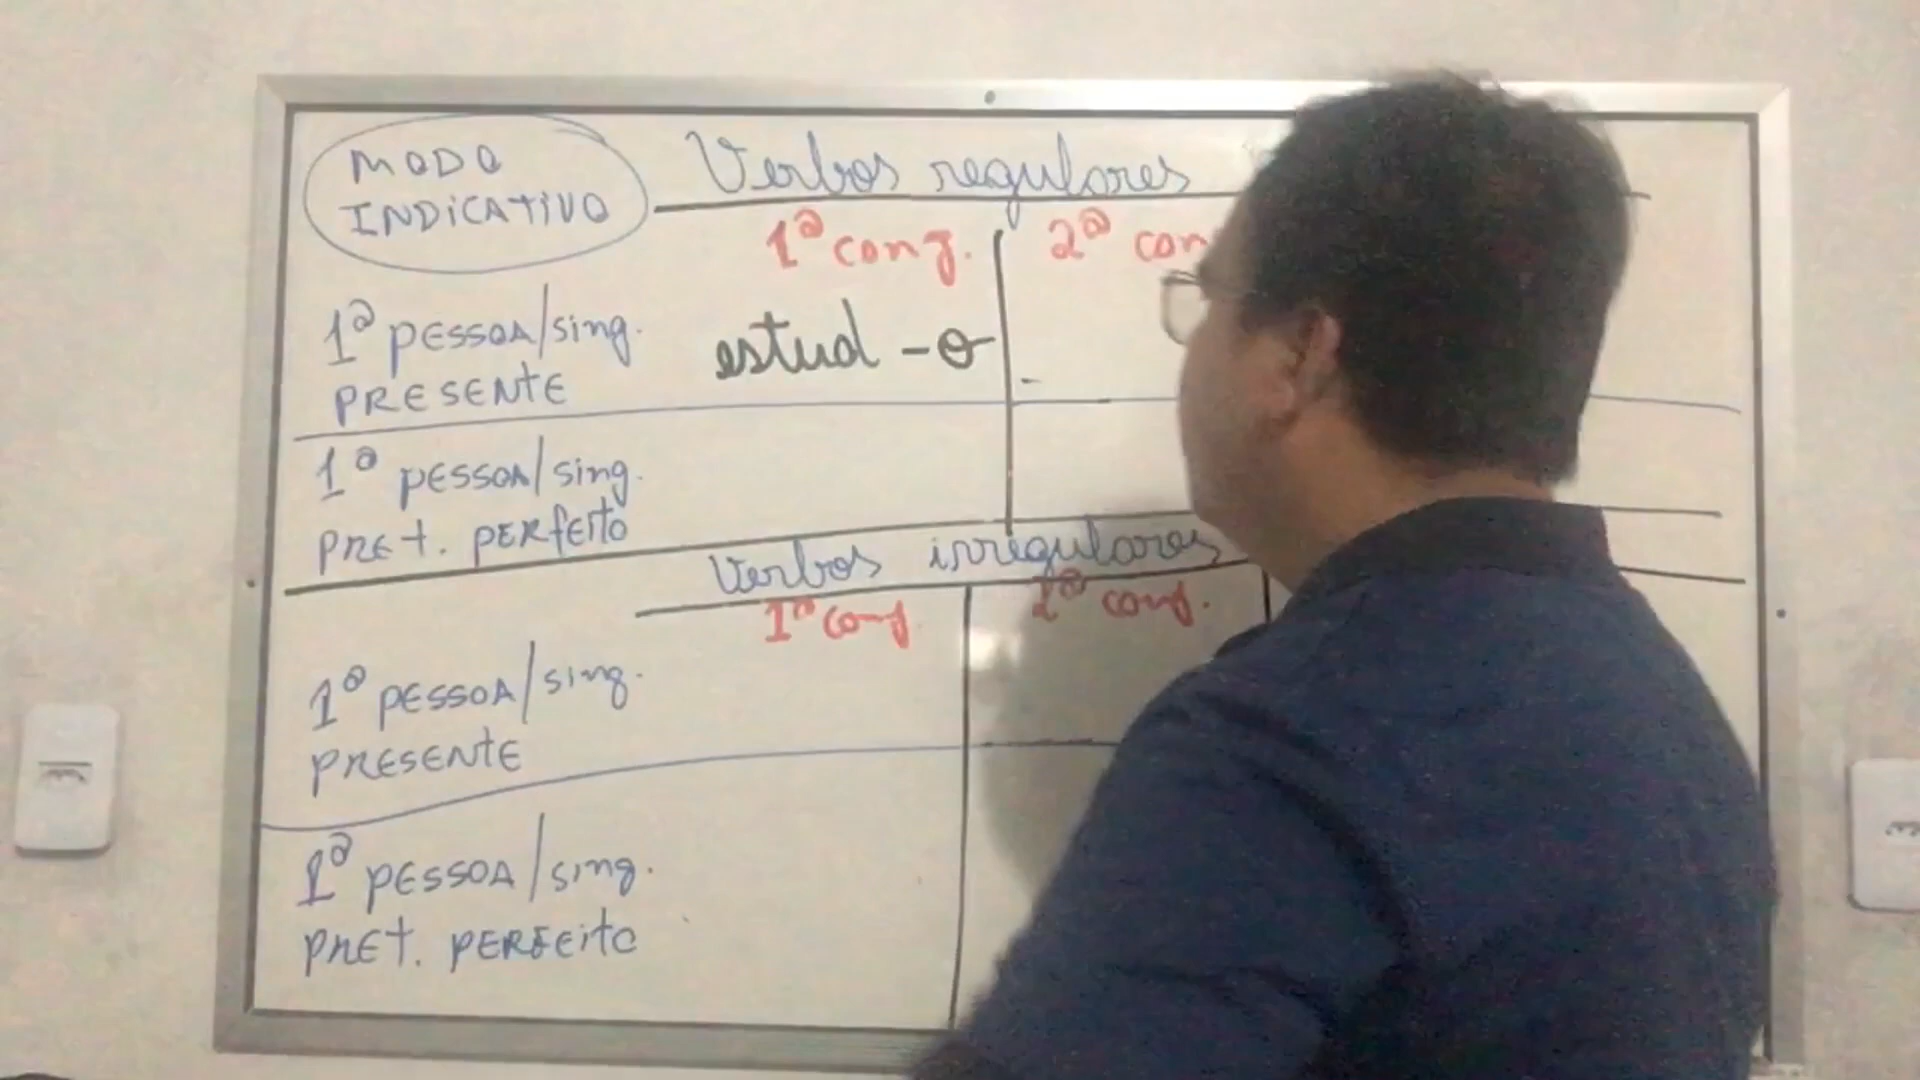 MODO
INDICATIVO
Verbos regulares
1ª conj.
2ª con
1ª PESSOA/sing.
PRESENTE
estud - o
-
1ª PESSOA/sing.
PRET. PERFEITO
Verbos irregulares
1ª conj
2ª conj.
1ª PESSOA/sing.
PRESENTE
1ª PESSOA/sing.
PRET. PERFEITO